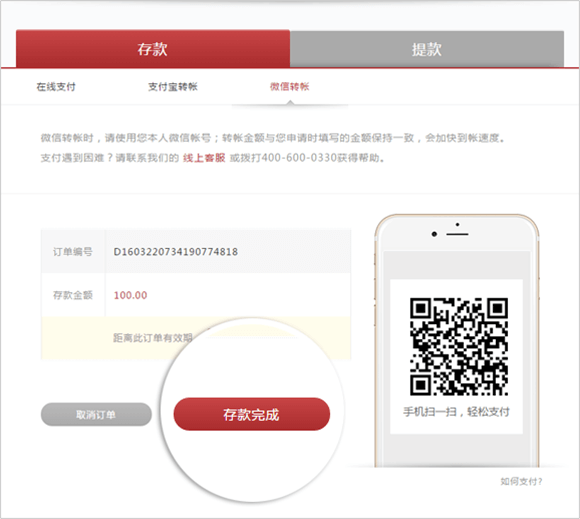 存款 提款
在线支付 支付宝转帐 微信转帐
微信转帐时，请使用您本人微信帐号；转帐金额与您申请时填写的金额保持一致，会加快到帐速度。
支付遇到困难？请联系我们的 线上客服 或拨打400-600-0330获得帮助。
订单编号 D1603220734190774818
存款金额 100.00
距离此订单有效期
取消订单 存款完成
手机扫一扫，轻松支付
如何支付?